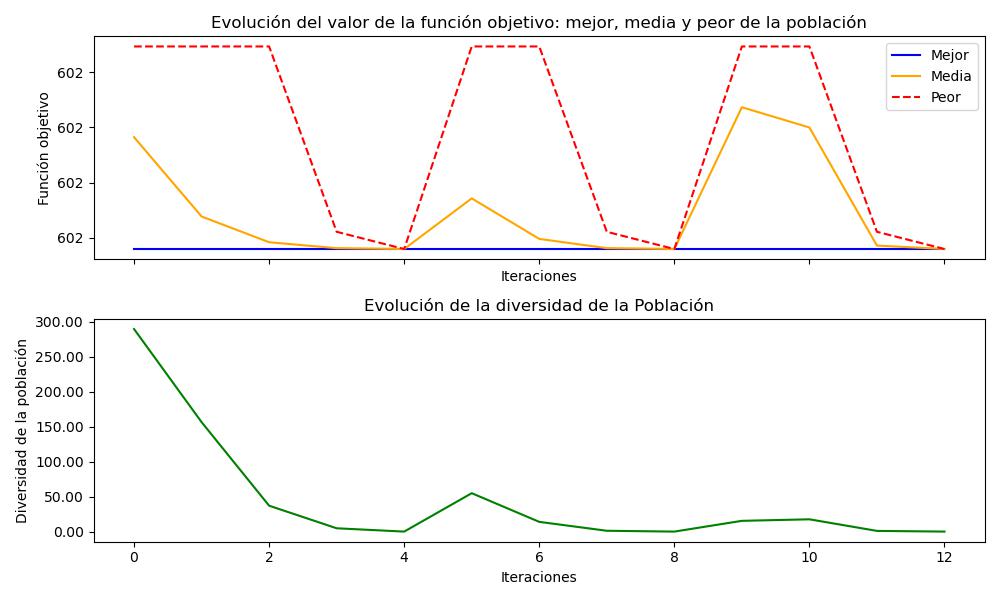 Evolución del valor de la función objetivo: mejor, media y peor de la población
Función objetivo
602
602
602
602
Mejor
Media
Peor
Iteraciones
Evolución de la diversidad de la Población
Diversidad de la población
300.00
250.00
200.00
150.00
100.00
50.00
0.00
0 2 4 6 8 10 12
Iteraciones